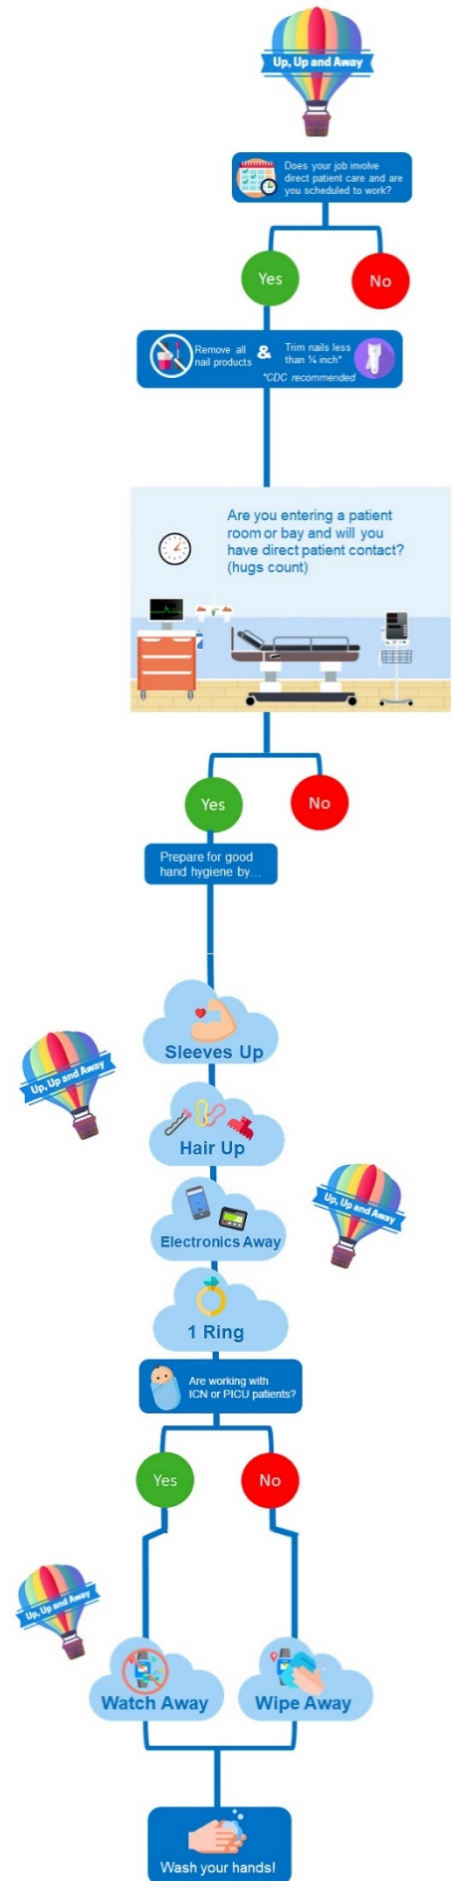 Up, Up and Away
Does your job involve
direct patient care and are
you scheduled to work?
Yes
No
Remove all
nail products
&
Trim nails less
than ¼ inch*
*CDC recommended
Are you entering a patient
room or bay and will you
have direct patient contact?
(hugs count)
Yes
No
Prepare for good
hand hygiene by...
Sleeves Up
Up, Up and Away
Hair Up
Up, Up and Away
Electronics Away
1 Ring
Are working with
ICN or PICU patients?
Yes
No
Up, Up and Away
Watch Away
Wipe Away
Wash your hands!